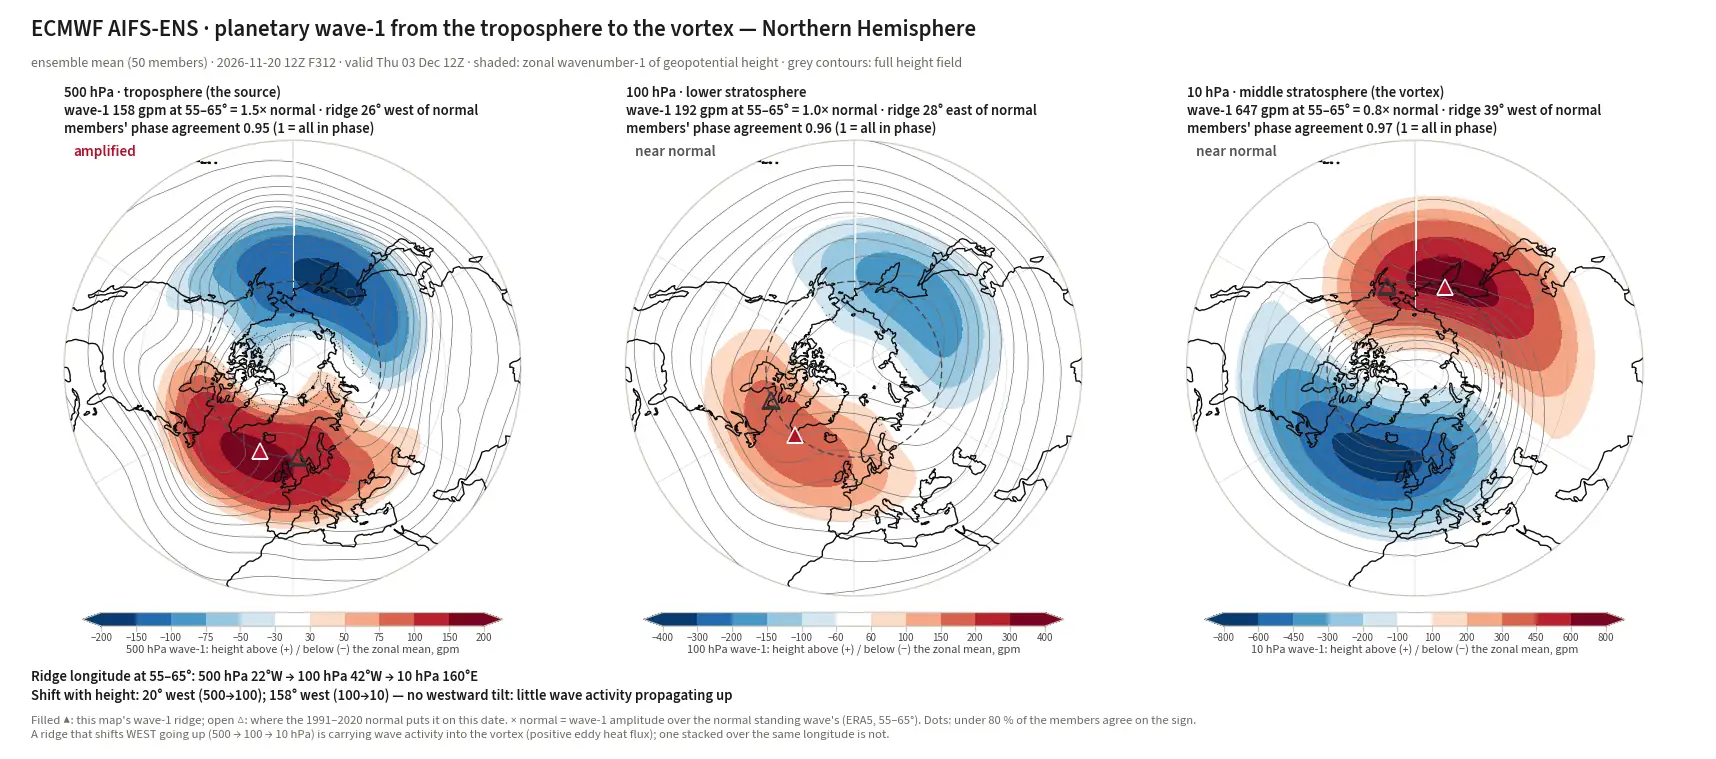 ECMWF AIFS-ENS · planetary wave-1 from the troposphere to the vortex — Northern Hemisphere
ensemble mean (50 members) · 2026-11-20 12Z F312 · valid Thu 03 Dec 12Z · shaded: zonal wavenumber-1 of geopotential height · grey contours: full height field
500 hPa · troposphere (the source)
wave-1 158 gpm at 55–65° = 1.5× normal · ridge 26° west of normal
members' phase agreement 0.95 (1 = all in phase)
amplified
100 hPa · lower stratosphere
wave-1 192 gpm at 55–65° = 1.0× normal · ridge 28° east of normal
members' phase agreement 0.96 (1 = all in phase)
near normal
10 hPa · middle stratosphere (the vortex)
wave-1 647 gpm at 55–65° = 0.8× normal · ridge 39° west of normal
members' phase agreement 0.97 (1 = all in phase)
near normal
−200 −150 −100 −75 −50 −30 30 50 75 100 150 200
500 hPa wave-1: height above (+) / below (−) the zonal mean, gpm
−400 −300 −200 −150 −100 −60 60 100 150 200 300 400
100 hPa wave-1: height above (+) / below (−) the zonal mean, gpm
−800 −600 −450 −300 −200 −100 100 200 300 450 600 800
10 hPa wave-1: height above (+) / below (−) the zonal mean, gpm
Ridge longitude at 55–65°: 500 hPa 22°W → 100 hPa 42°W → 10 hPa 160°E
Shift with height: 20° west (500→100); 158° west (100→10) — no westward tilt: little wave activity propagating up
Filled ▲: this map's wave-1 ridge; open △: where the 1991–2020 normal puts it on this date. × normal = wave-1 amplitude over the normal standing wave's (ERA5, 55–65°). Dots: under 80 % of the members agree on the sign.
A ridge that shifts WEST going up (500 → 100 → 10 hPa) is carrying wave activity into the vortex (positive eddy heat flux); one stacked over the same longitude is not.